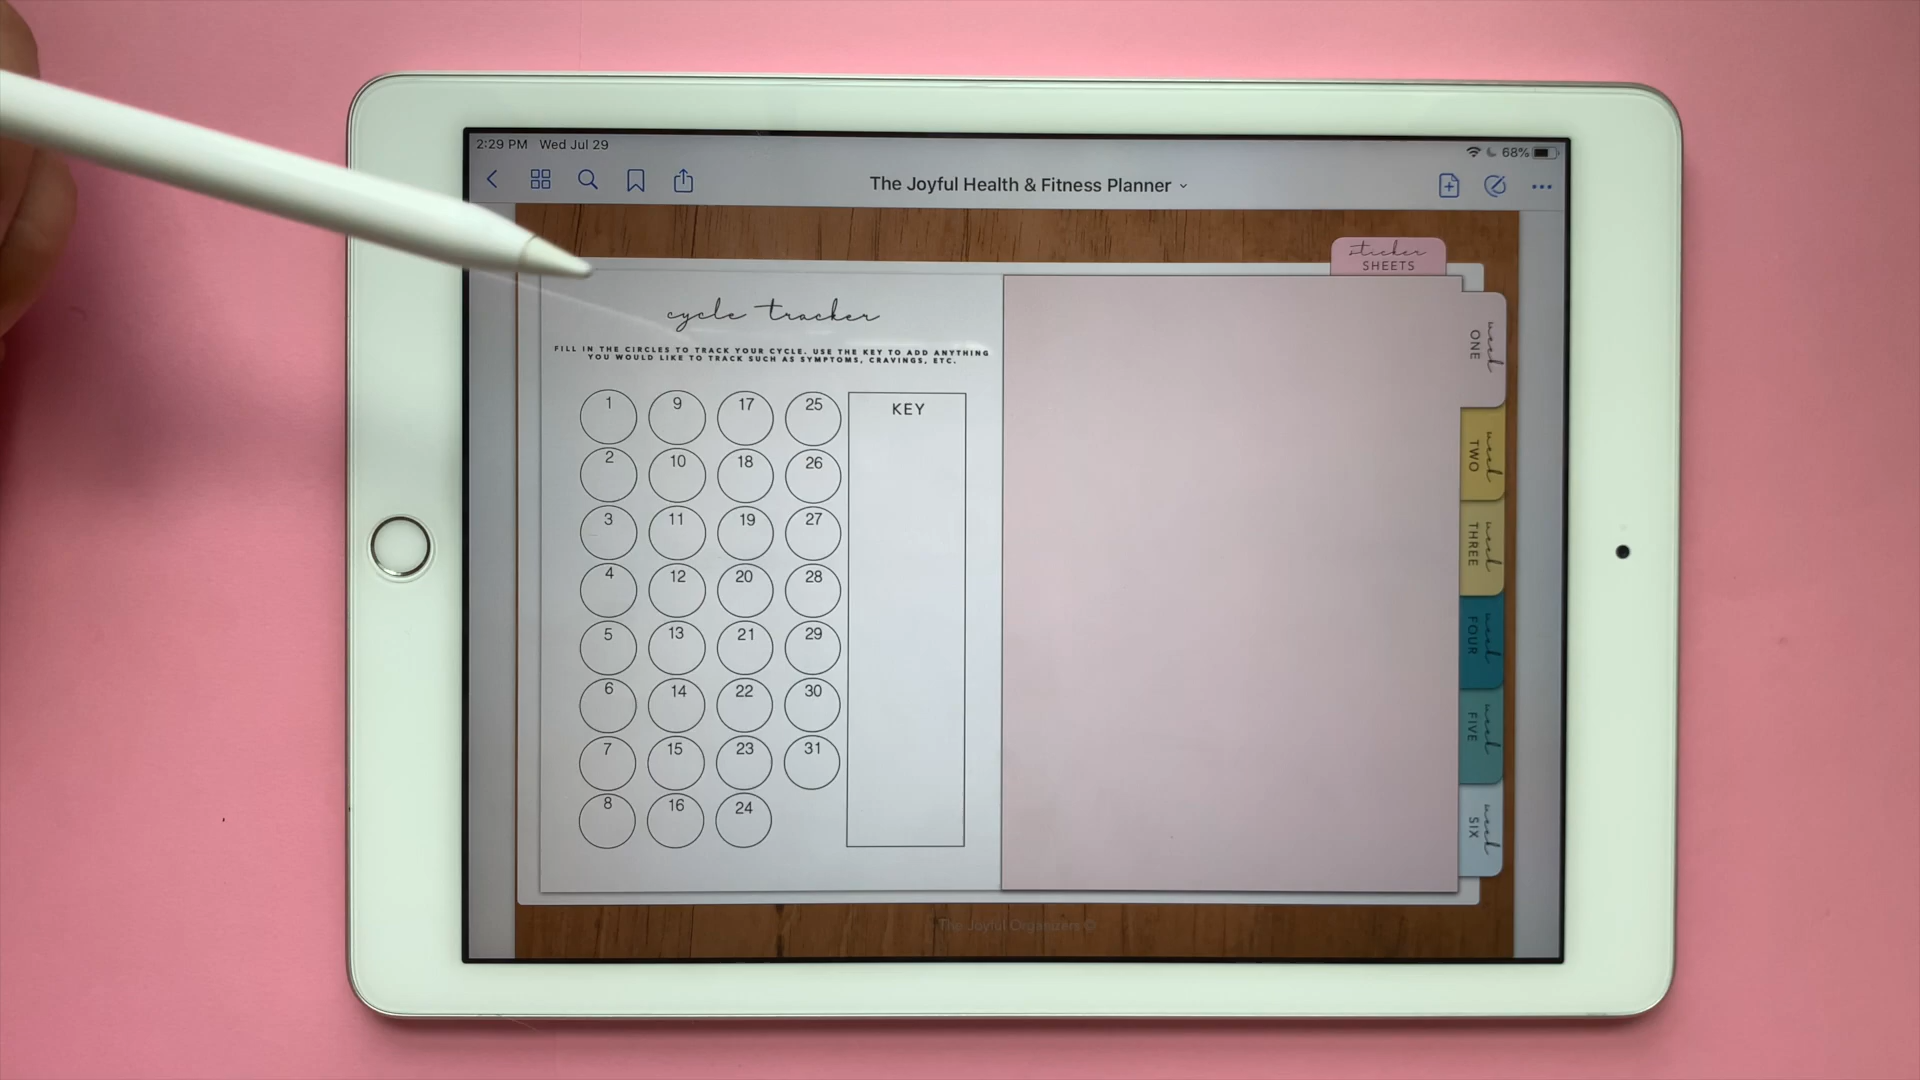 2:29 PM Wed Jul 29
68%
The Joyful Health & Fitness Planner
sticker
SHEETS
cycle tracker
FILL IN THE CIRCLES TO TRACK YOUR CYCLE. USE THE KEY TO ADD ANYTHING
YOU WOULD LIKE TO TRACK SUCH AS SYMPTOMS, CRAVINGS, ETC.
1 9 17 25
2 10 18 26
3 11 19 27
4 12 20 28
5 13 21 29
6 14 22 30
7 15 23 31
8 16 24
KEY
week
ONE
week
TWO
week
THREE
week
FOUR
week
FIVE
week
SIX
The Joyful Organizers ©